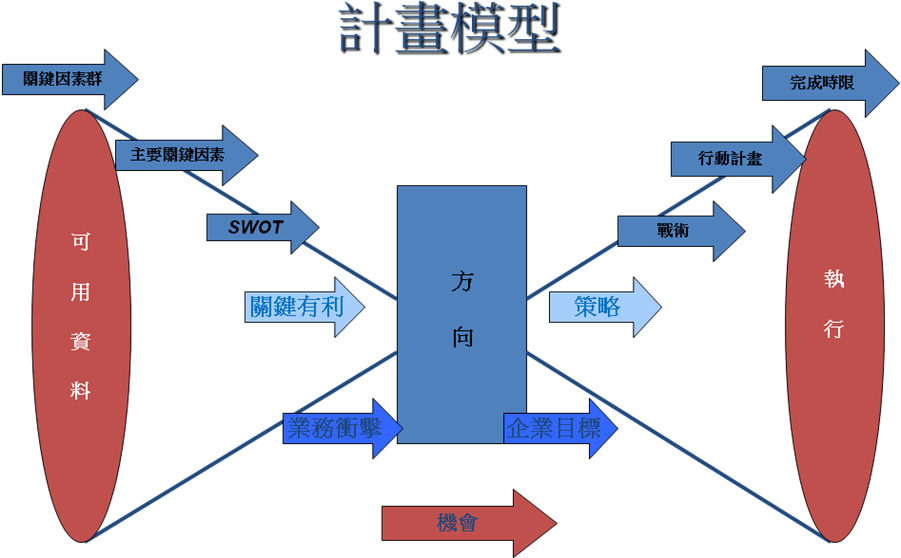 計畫模型
關鍵因素群
完成時限
主要關鍵因素
行動計畫
SWOT
戰術
可用資料
方向
執行
關鍵有利
策略
業務衝擊
企業目標
機會